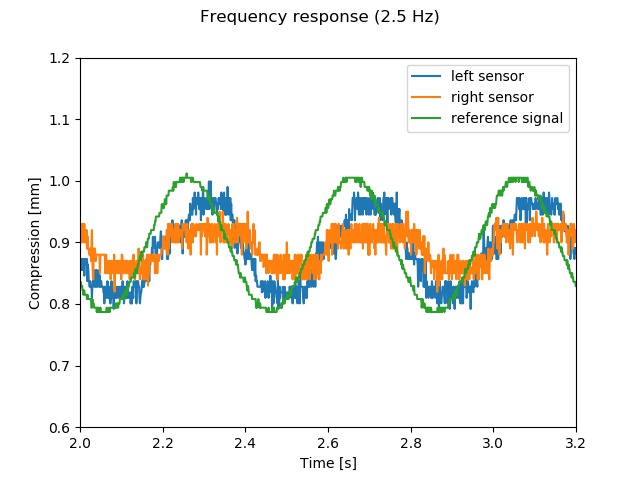 Frequency response (2.5 Hz)
1.2
1.1
1.0
0.9
0.8
0.7
0.6
Compression [mm]
left sensor
right sensor
reference signal
2.0 2.2 2.4 2.6 2.8 3.0 3.2
Time [s]